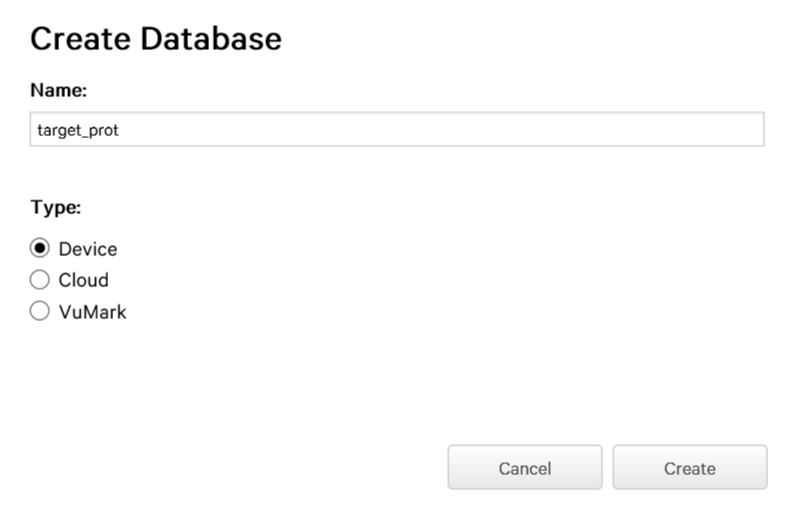 Create Database
Name:
target_prot
Type:
Device
Cloud
VuMark
Cancel
Create